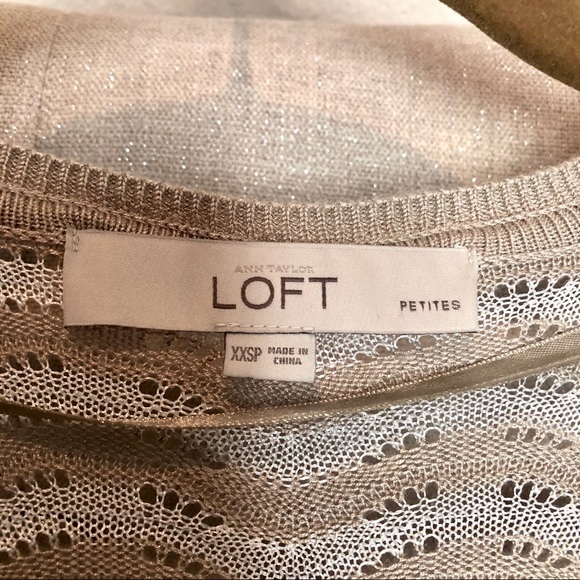 ANN TAYLOR
LOFT
PETITES
XXSP
MADE IN
CHINA